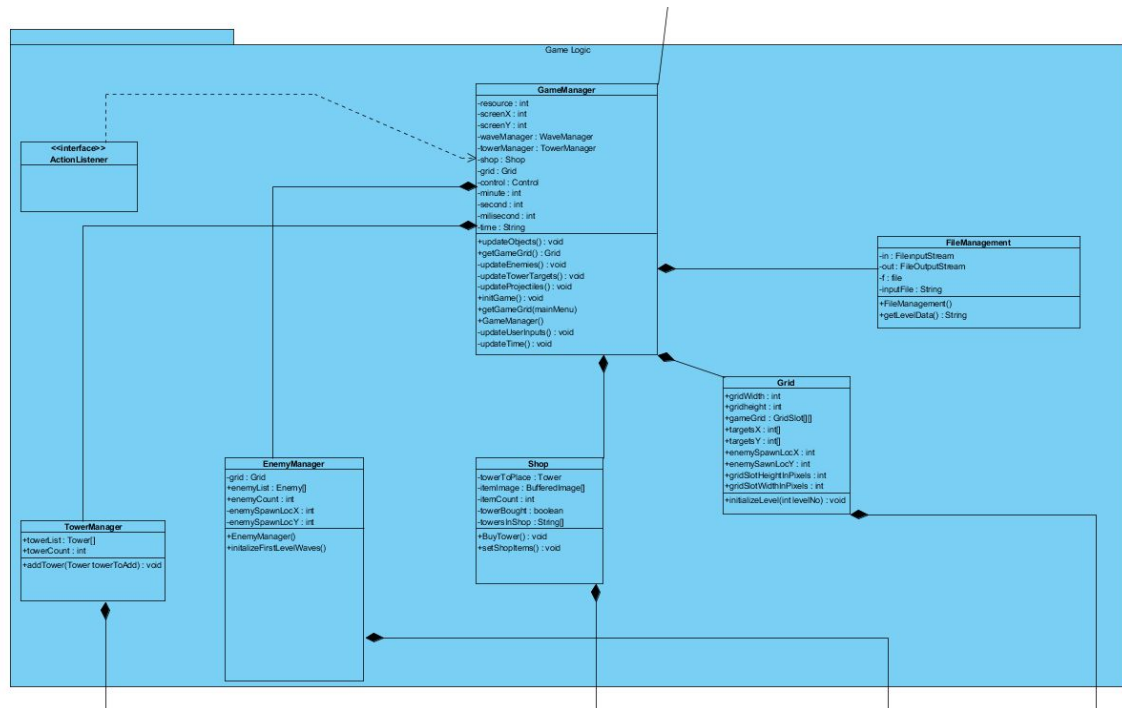 Game Logic
GameManager
-resource : int
-screenX : int
-screenY : int
-waveManager : WaveManager
-towerManager : TowerManager
-shop : Shop
-grid : Grid
-control : Control
-minute : int
-second : int
-milisecond : int
-time : String
+updateObjects() : void
+getGameGrid() : Grid
-updateEnemies() : void
-updateTowerTargets() : void
-updateProjectiles() : void
+initGame() : void
+getGameGrid(mainMenu)
+GameManager()
-updateUserInputs() : void
-updateTime() : void
<<interface>>
ActionListener
FileManagement
-in : FileInputStream
-out : FileOutputStream
-f : file
-inputFile : String
+FileManagement()
+getLevelData() : String
Grid
+gridWidth : int
+gridheight : int
+gameGrid : GridSlot[][]
+targetsX : int[]
+targetsY : int[]
+enemySpawnLocX : int
+enemySawnLocY : int
+gridSlotHeightInPixels : int
+gridSlotWidthInPixels : int
+initializeLevel(int levelNo) : void
EnemyManager
-grid : Grid
+enemyList : Enemy[]
+enemyCount : int
-enemySpawnLocX : int
-enemySpawnLocY : int
+EnemyManager()
+initalizeFirstLevelWaves()
Shop
-towerToPlace : Tower
-itemImage : BufferedImage[]
-itemCount : int
-towerBought : boolean
-towersInShop : String[]
+BuyTower() : void
+setShopItems() : void
TowerManager
+towerList : Tower[]
+towerCount : int
+addTower(Tower towerToAdd) : void